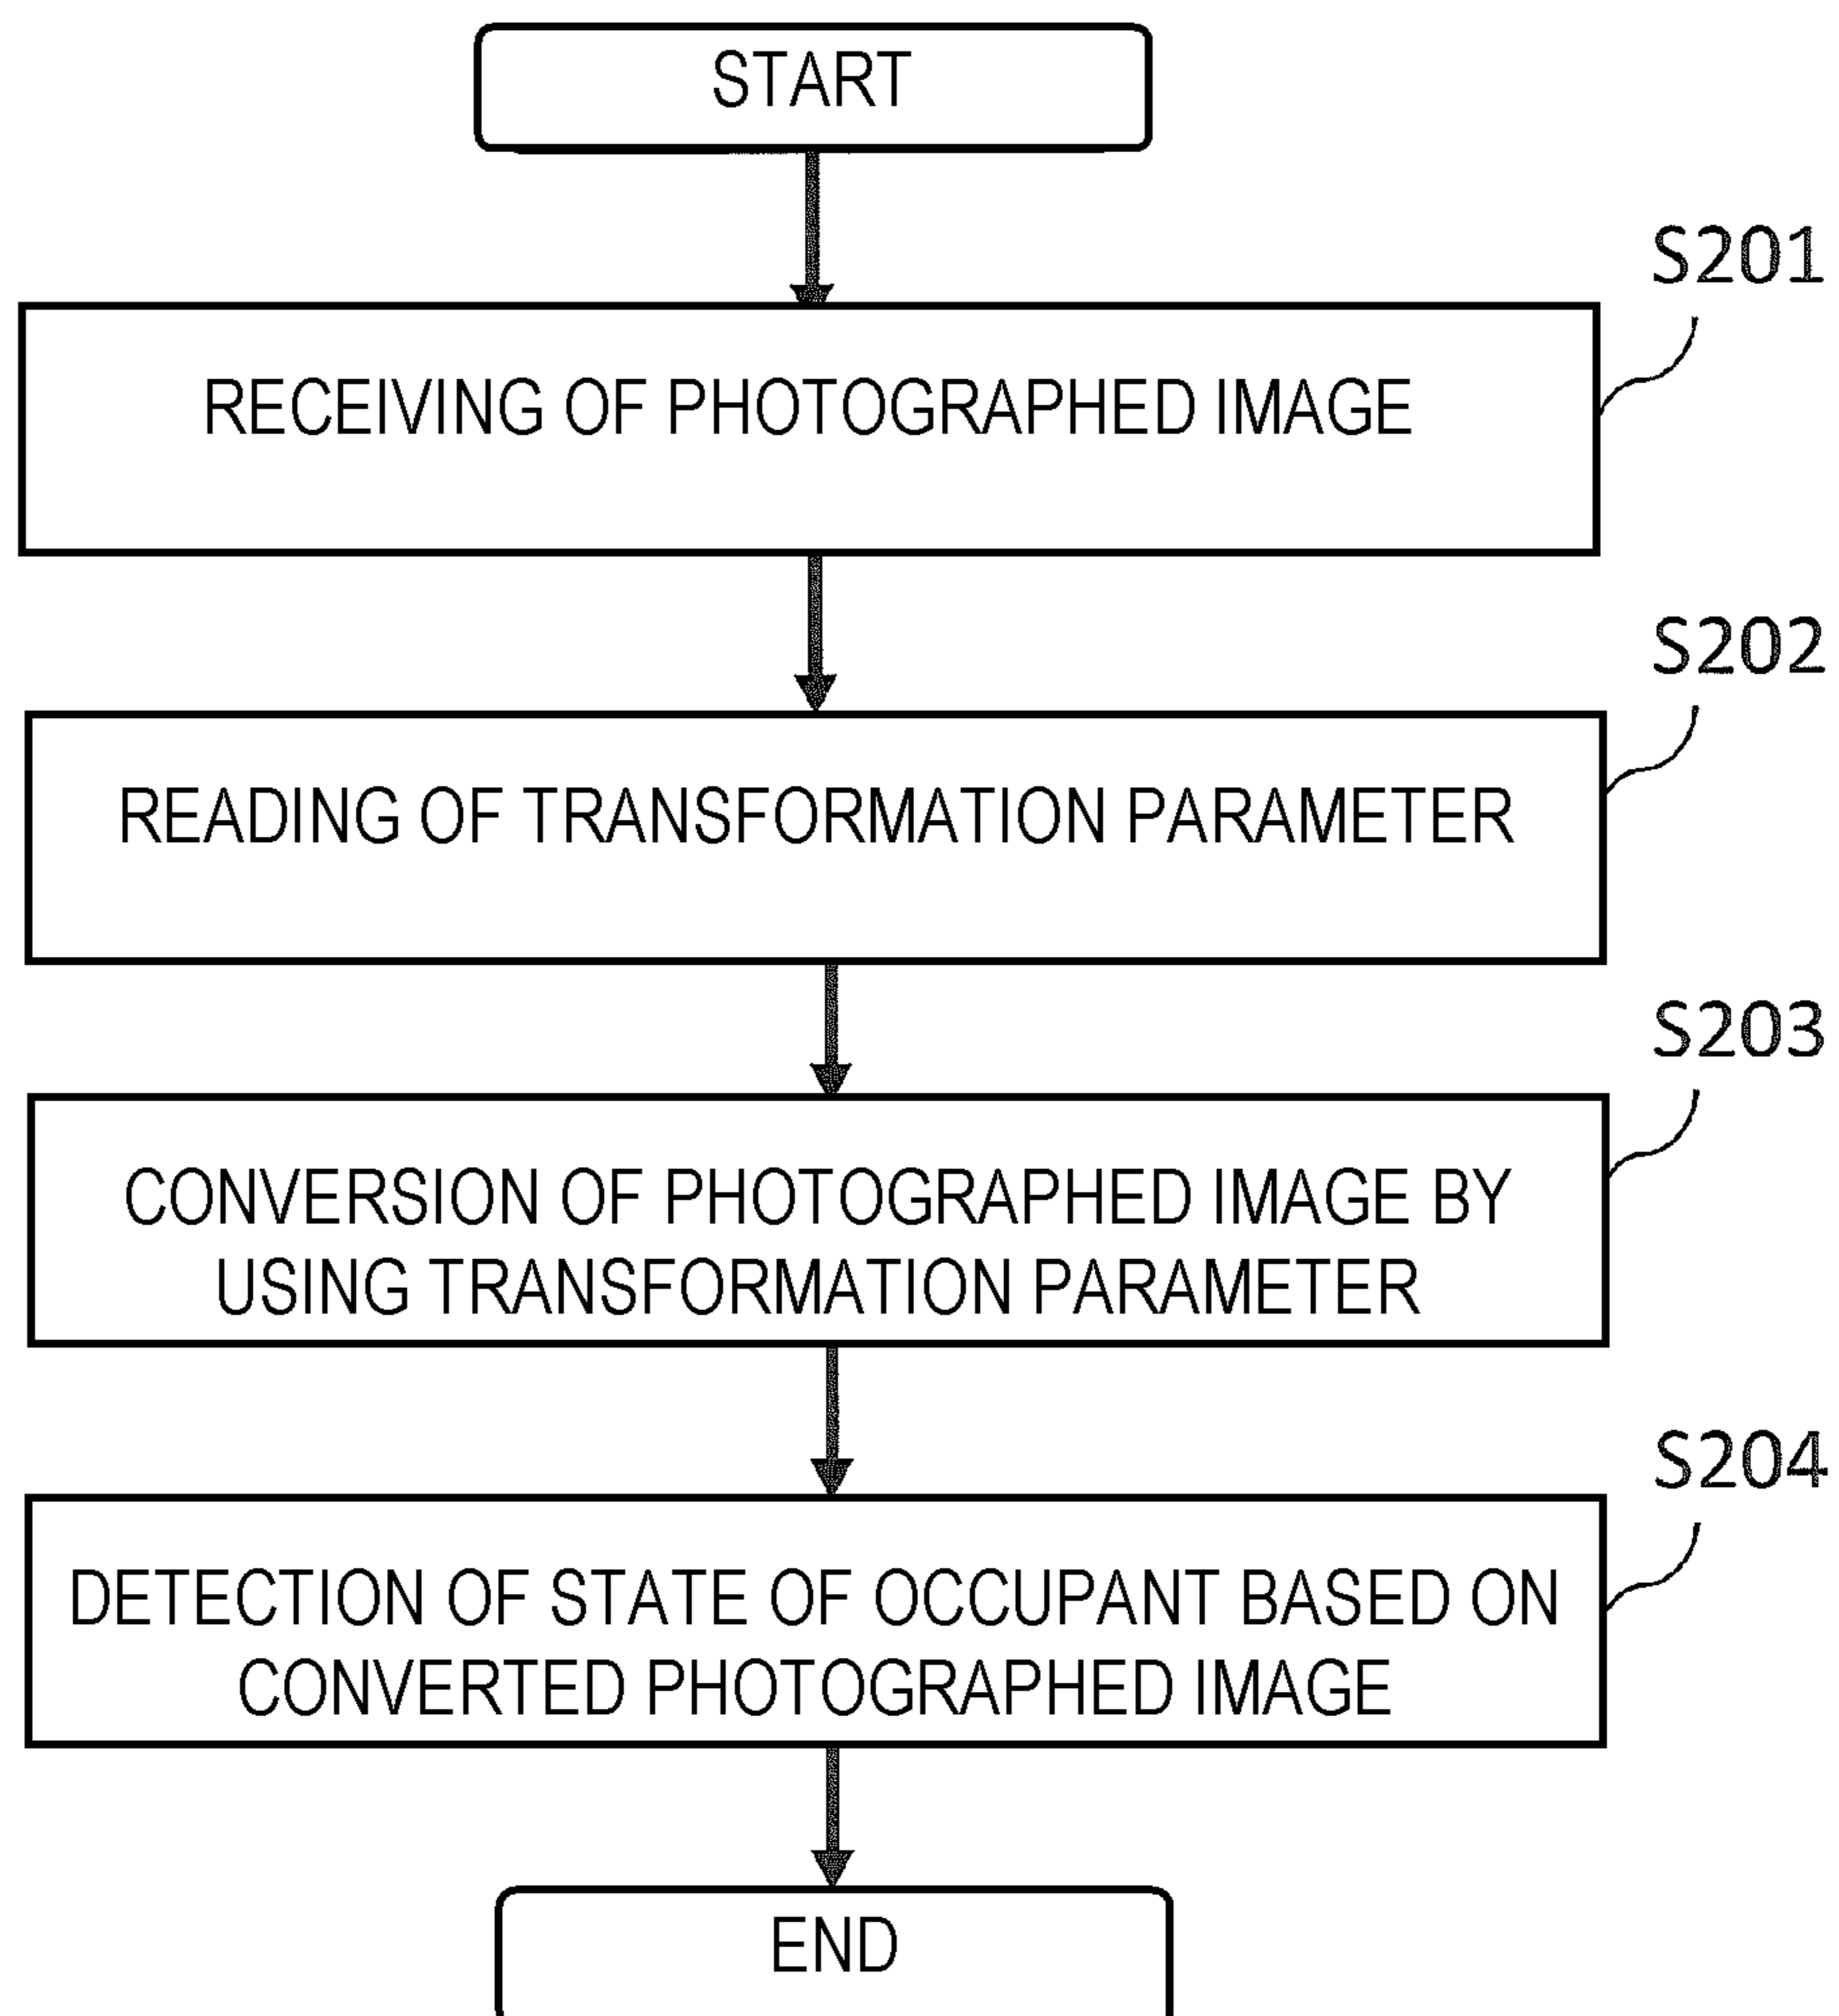 START
S201
RECEIVING OF PHOTOGRAPHED IMAGE
S202
READING OF TRANSFORMATION PARAMETER
S203
CONVERSION OF PHOTOGRAPHED IMAGE BY
USING TRANSFORMATION PARAMETER
S204
DETECTION OF STATE OF OCCUPANT BASED ON
CONVERTED PHOTOGRAPHED IMAGE
END